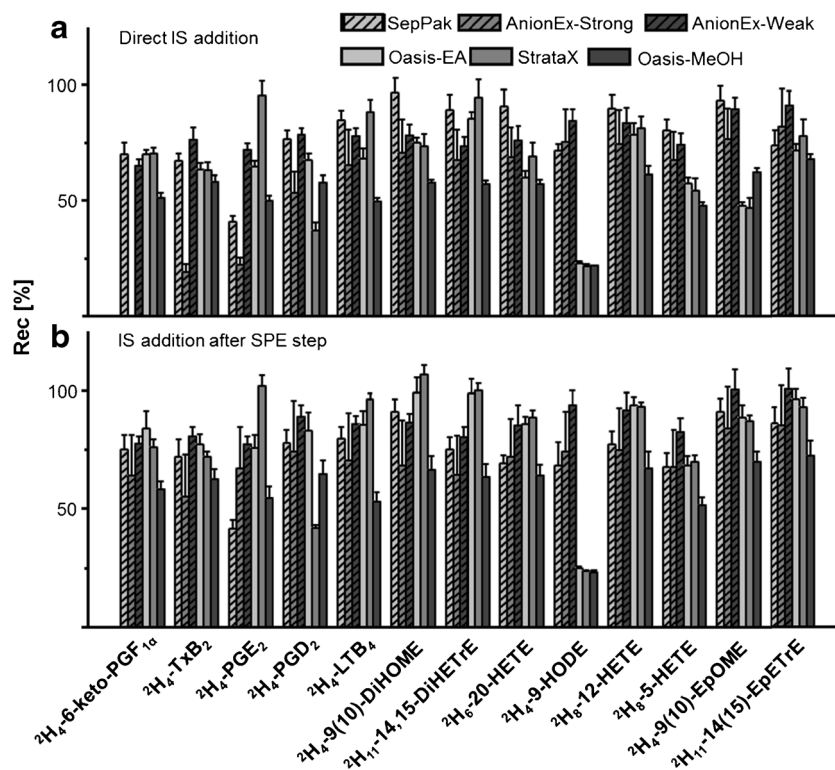 a Direct IS addition
SepPak AnionEx-Strong AnionEx-Weak
Oasis-EA StrataX Oasis-MeOH
100
50
Rec [%]
b IS addition after SPE step
100
50
²H₄-6-keto-PGF₁α
²H₄-TxB₂
²H₄-PGE₂
²H₄-PGD₂
²H₄-LTB₄
²H₄-9(10)-DiHOME
²H₁₁-14,15-DiHETrE
²H₆-20-HETE
²H₄-9-HODE
²H₈-12-HETE
²H₈-5-HETE
²H₄-9(10)-EpOME
²H₁₁-14(15)-EpETrE